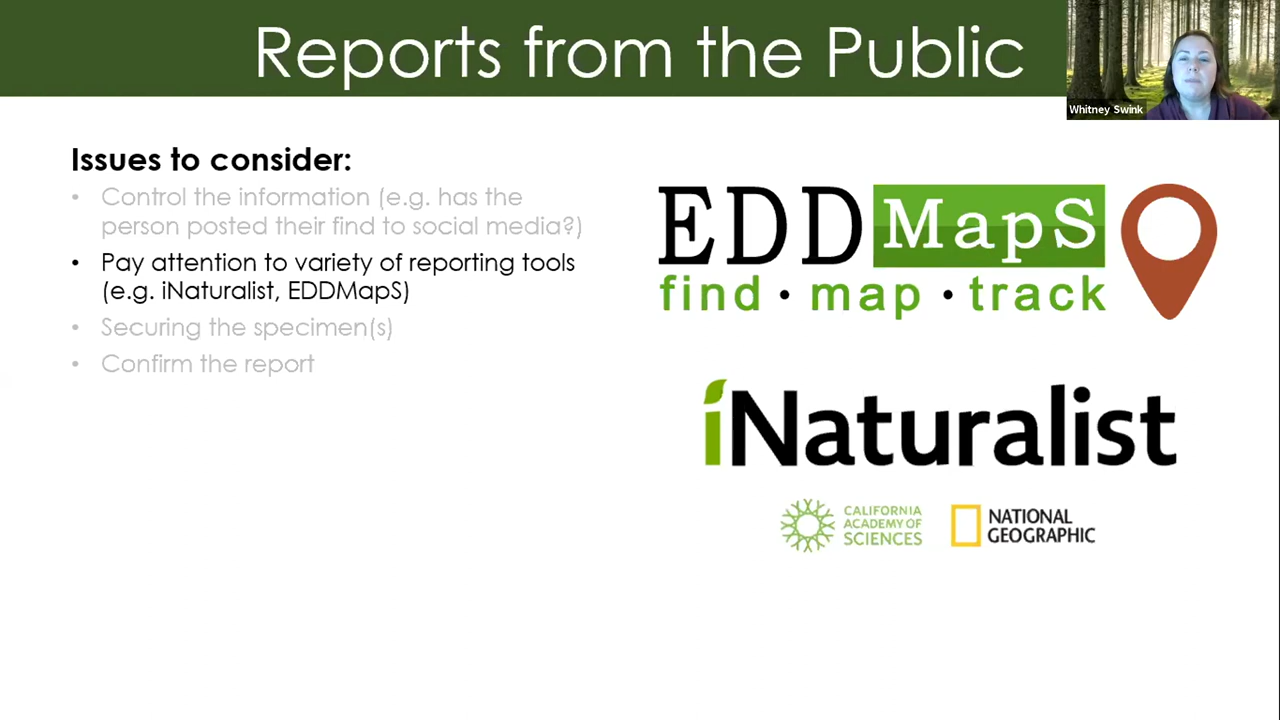 Reports from the Public
Whitney Swink
Issues to consider:
• Control the information (e.g. has the
person posted their find to social media?)
• Pay attention to variety of reporting tools
(e.g. iNaturalist, EDDMapS)
• Securing the specimen(s)
• Confirm the report
EDDMapS
find • map • track
iNaturalist
CALIFORNIA
ACADEMY OF
SCIENCES
NATIONAL
GEOGRAPHIC